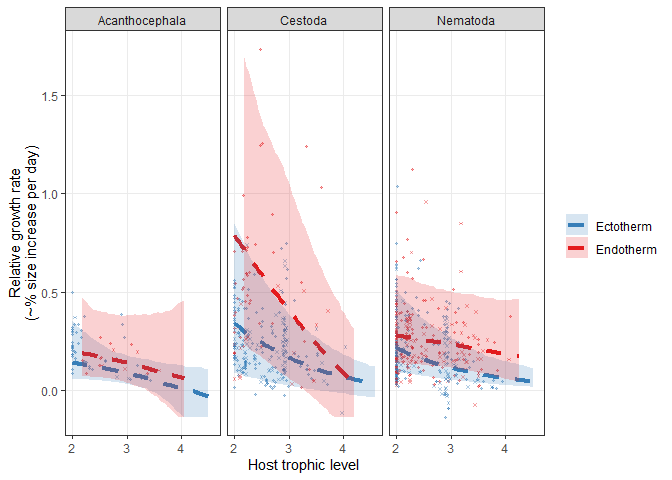 Acanthocephala
Cestoda
Nematoda
Relative growth rate
(~% size increase per day)
1.5
1.0
0.5
0.0
2
3
4
2
3
4
2
3
4
Host trophic level
Ectotherm
Endotherm